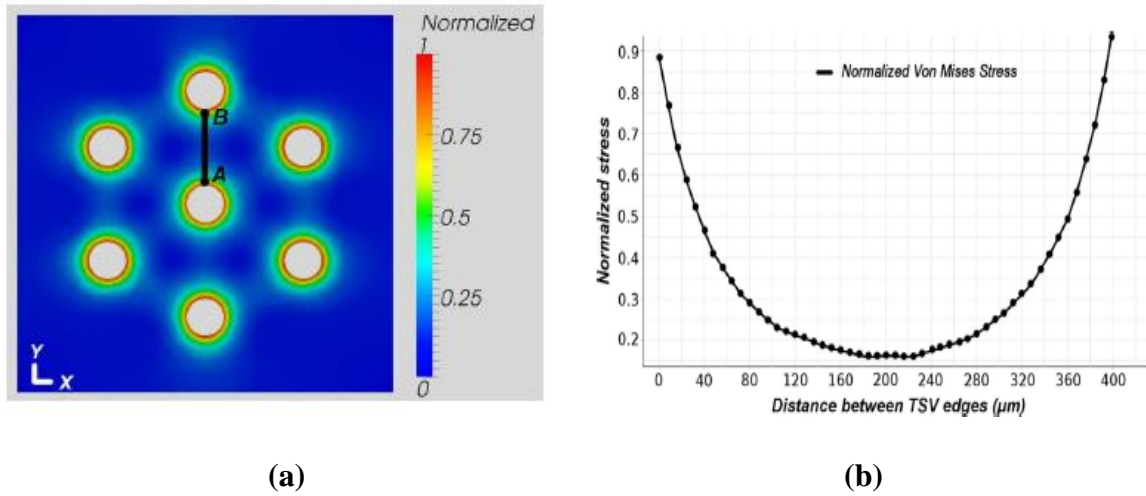 Normalized
1
0.75
0.5
0.25
0
B
A
Y
X
0.9
0.8
0.7
0.6
0.5
0.4
0.3
0.2
Normalized stress
Normalized Von Mises Stress
0 40 80 120 160 200 240 280 320 360 400
Distance between TSV edges (µm)
(a) (b)